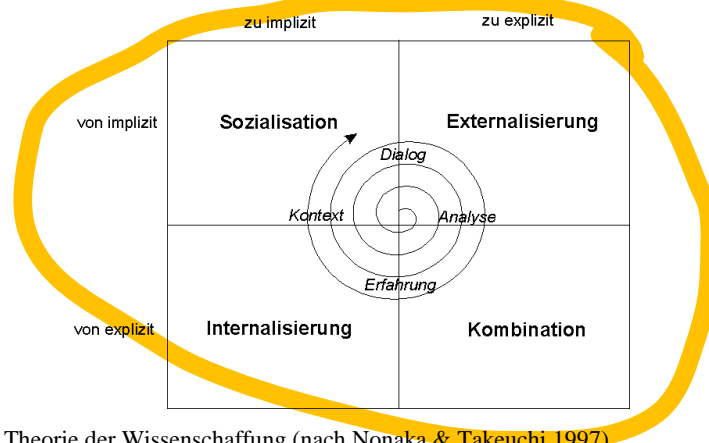 zu implizit
zu explizit
von implizit
Sozialisation
Externalisierung
Dialog
Kontext
Analyse
Erfahrung
von explizit
Internalisierung
Kombination
Theorie der Wissenschaffung (nach Nonaka & Takeuchi 1997)